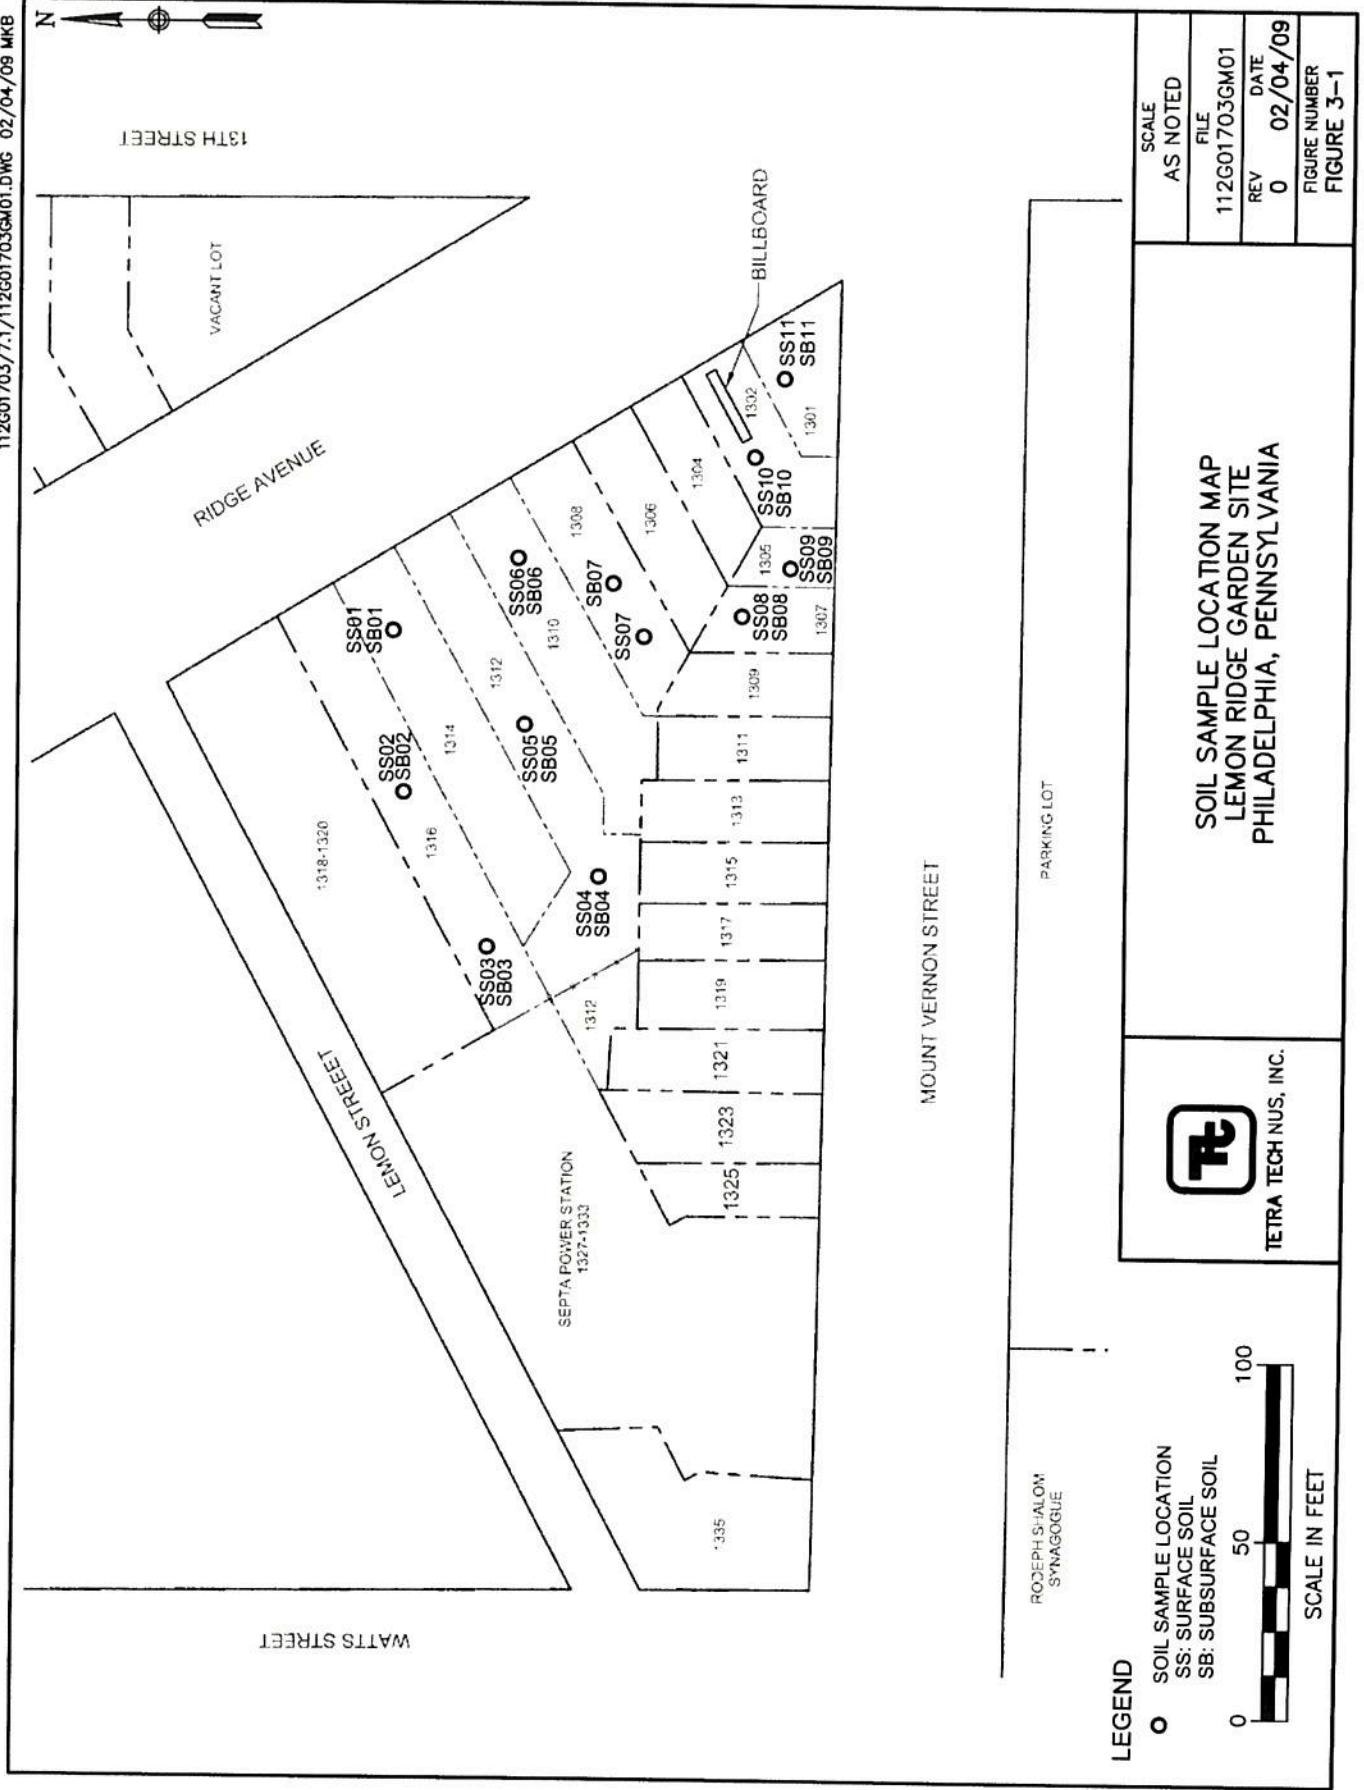 112G01703/7.1/112G01703GM01.DWG 02/04/09 MKB
N
13TH STREET
VACANT LOT
RIDGE AVENUE
BILLBOARD
SS01
SB01
SS02
SB02
SS03
SB03
SS04
SB04
SS05
SB05
SS06
SB06
SB07
SS07
SS08
SB08
SS09
SB09
SS10
SB10
SS11
SB11
1318-1320
1316
1314
1312
1310
1308
1306
1304
1302
1301
1305
1307
1309
1311
1313
1315
1317
1319
1312
1321
1323
1325
LEMON STREEET
SEPTA POWER STATION
1327-1333
1335
WATTS STREET
MOUNT VERNON STREET
PARKING LOT
RODEPH SHALOM
SYNAGOGUE
LEGEND
SOIL SAMPLE LOCATION
SS: SURFACE SOIL
SB: SUBSURFACE SOIL
0 50 100
SCALE IN FEET
Tt
TETRA TECH NUS, INC.
SOIL SAMPLE LOCATION MAP
LEMON RIDGE GARDEN SITE
PHILADELPHIA, PENNSYLVANIA
SCALE
AS NOTED
FILE
112G01703GM01
REV DATE
0 02/04/09
FIGURE NUMBER
FIGURE 3-1